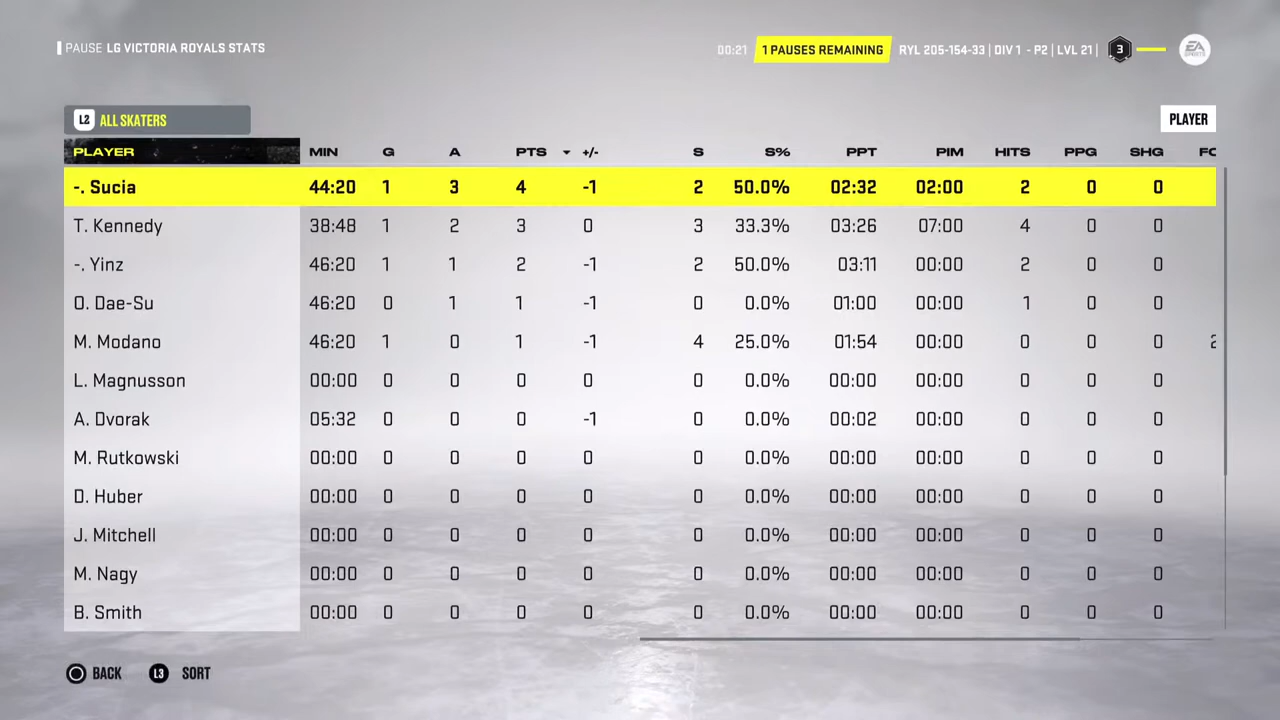 PAUSE LG VICTORIA ROYALS STATS
00:21 1 PAUSES REMAINING RYL 205-154-33 | DIV 1 - P2 | LVL 21 | 3 EA SPORTS
L2 ALL SKATERS PLAYER
PLAYER MIN G A PTS +/- S S% PPT PIM HITS PPG SHG FO
-. Sucia 44:20 1 3 4 -1 2 50.0% 02:32 02:00 2 0 0
T. Kennedy 38:48 1 2 3 0 3 33.3% 03:26 07:00 4 0 0
-. Yinz 46:20 1 1 2 -1 2 50.0% 03:11 00:00 2 0 0
O. Dae-Su 46:20 0 1 1 -1 0 0.0% 01:00 00:00 1 0 0
M. Modano 46:20 1 0 1 -1 4 25.0% 01:54 00:00 0 0 0 2
L. Magnusson 00:00 0 0 0 0 0 0.0% 00:00 00:00 0 0 0
A. Dvorak 05:32 0 0 0 -1 0 0.0% 00:02 00:00 0 0 0
M. Rutkowski 00:00 0 0 0 0 0 0.0% 00:00 00:00 0 0 0
D. Huber 00:00 0 0 0 0 0 0.0% 00:00 00:00 0 0 0
J. Mitchell 00:00 0 0 0 0 0 0.0% 00:00 00:00 0 0 0
M. Nagy 00:00 0 0 0 0 0 0.0% 00:00 00:00 0 0 0
B. Smith 00:00 0 0 0 0 0 0.0% 00:00 00:00 0 0 0
BACK L3 SORT